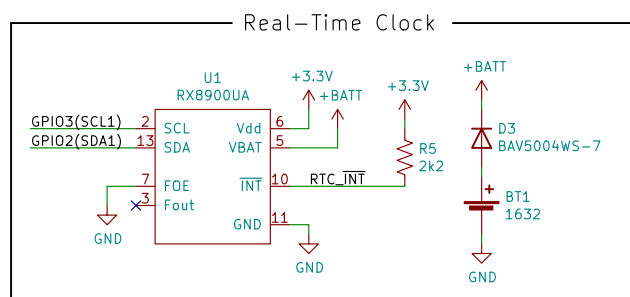 Real-Time Clock
U1
RX8900UA
+3.3V
+BATT
+3.3V
+BATT
GPIO3(SCL1) 2 SCL Vdd 6
GPIO2(SDA1) 13 SDA VBAT 5
7 FOE INT 10 RTC_INT
3 Fout
GND 11
GND
GND
R5
2k2
D3
BAV5004WS-7
+
BT1
1632
GND